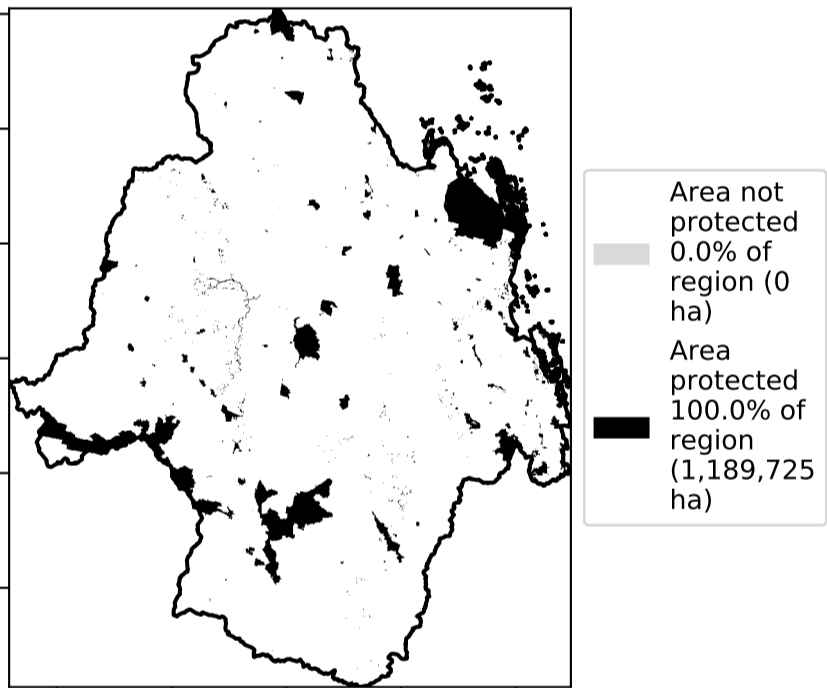 Area not
protected
0.0% of
region (0
ha)
Area
protected
100.0% of
region
(1,189,725
ha)